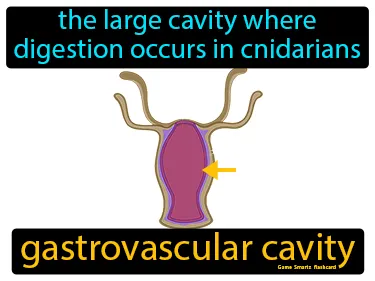 the large cavity where
digestion occurs in cnidarians
gastrovascular cavity
Game Smartz flashcard